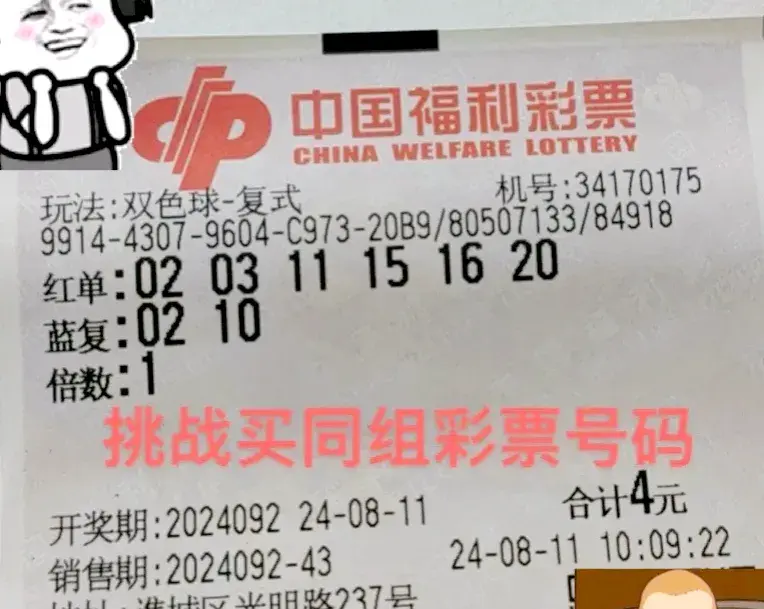 中国福利彩票
CHINA WELFARE LOTTERY
玩法:双色球-复式 机号:34170175
9914-4307-9604-C973-20B9/80507133/84918
红单:02 03 11 15 16 20
蓝复:02 10
倍数:1
挑战买同组彩票号码
合计4元
开奖期:2024092 24-08-11
销售期:2024092-43 24-08-11 10:09:22
地址:谯城区光明路237号